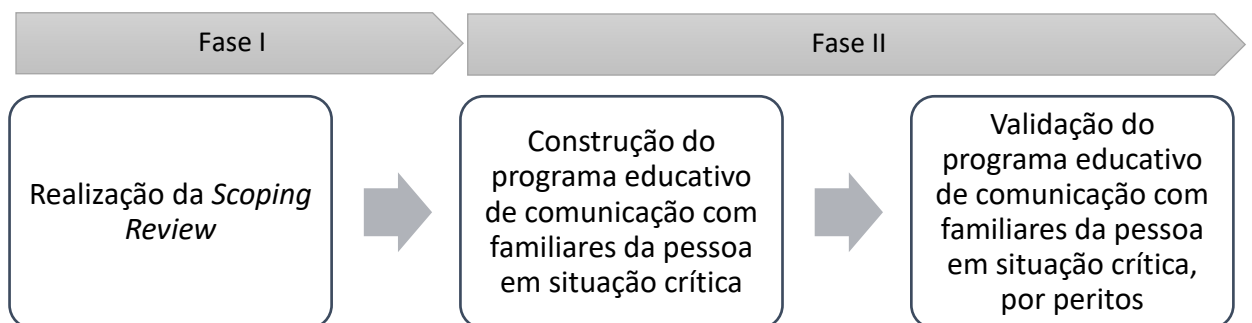 Fase I
Fase II
Realização da Scoping
Review
Construção do
programa educativo
de comunicação com
familiares da pessoa
em situação crítica
Validação do
programa educativo
de comunicação com
familiares da pessoa
em situação crítica,
por peritos